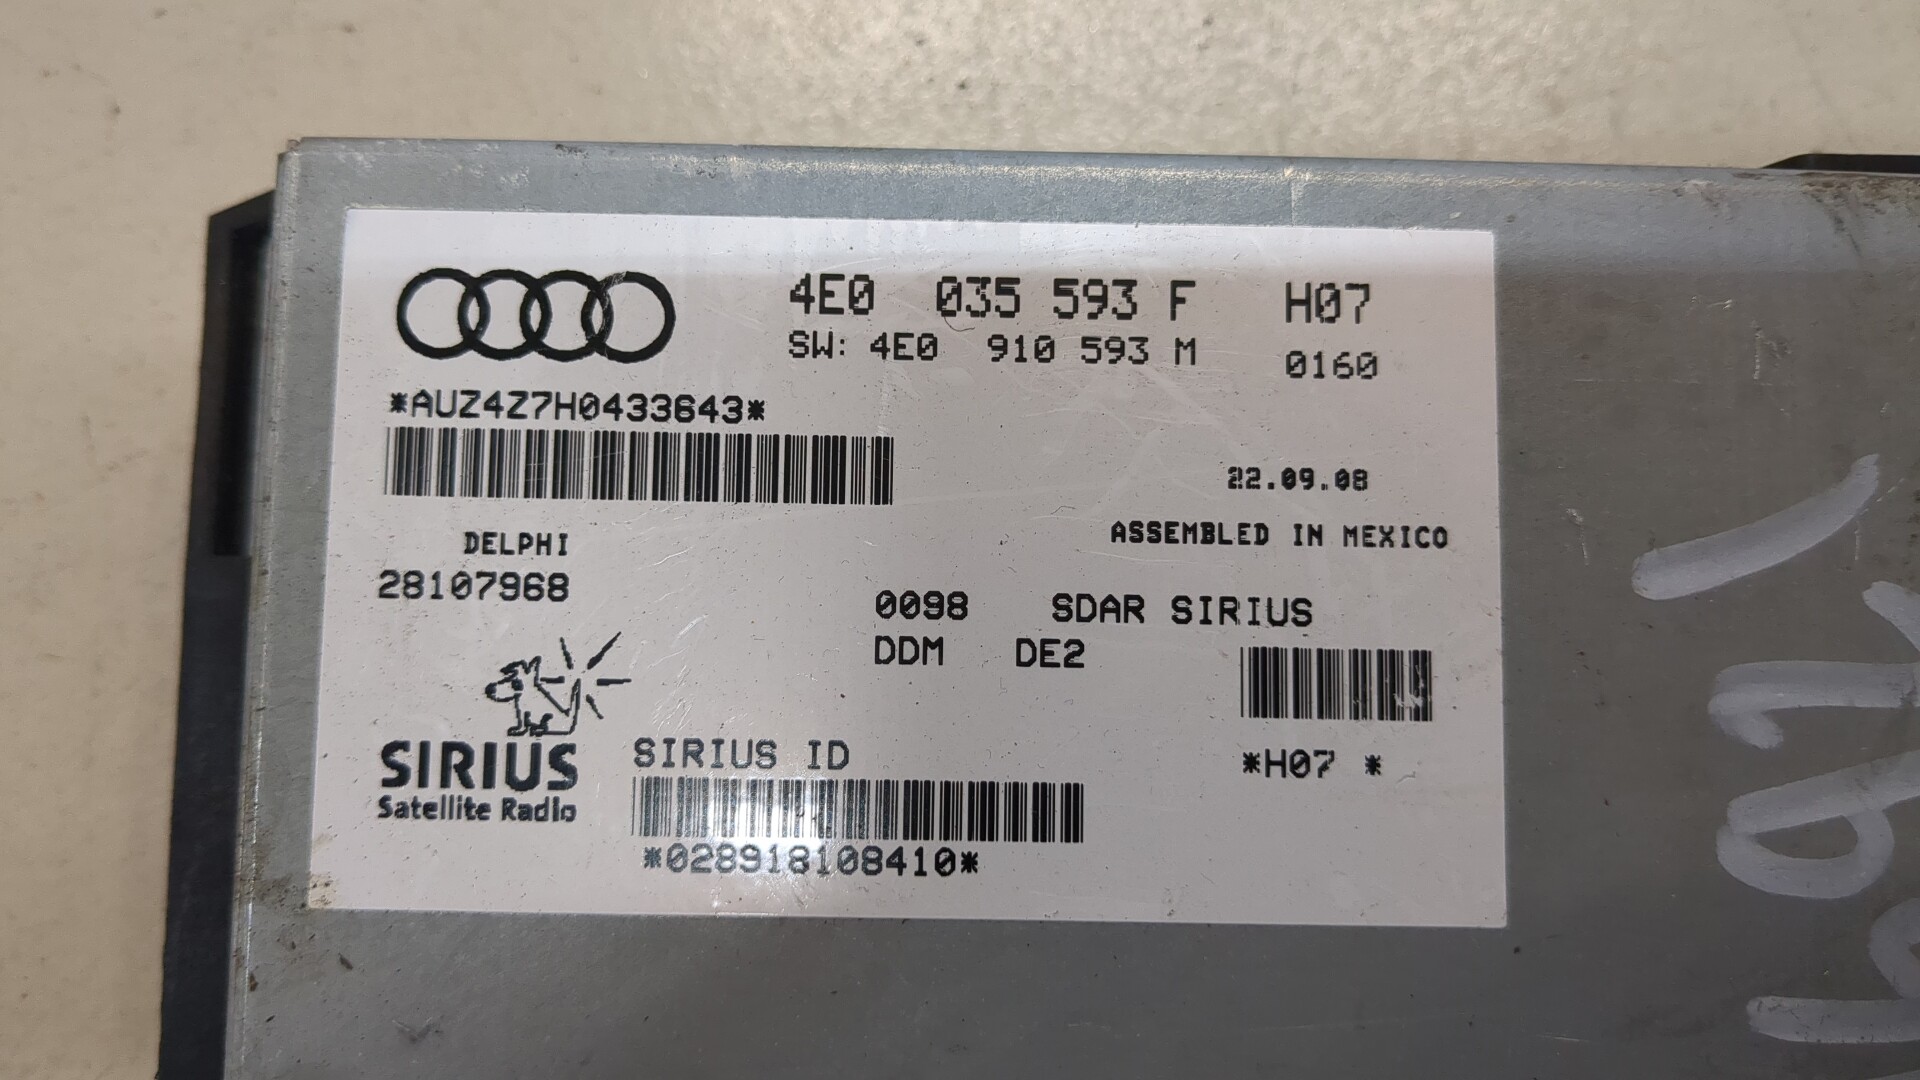 4E0 035 593 F H07
SW: 4E0 910 593 M 0160
*AUZ4Z7H0433643*
22.09.08
DELPHI
ASSEMBLED IN MEXICO
28107968
0098 SDAR SIRIUS
DDM DE2
SIRIUS
Satellite Radio
SIRIUS ID
*H07 *
*028918108410*